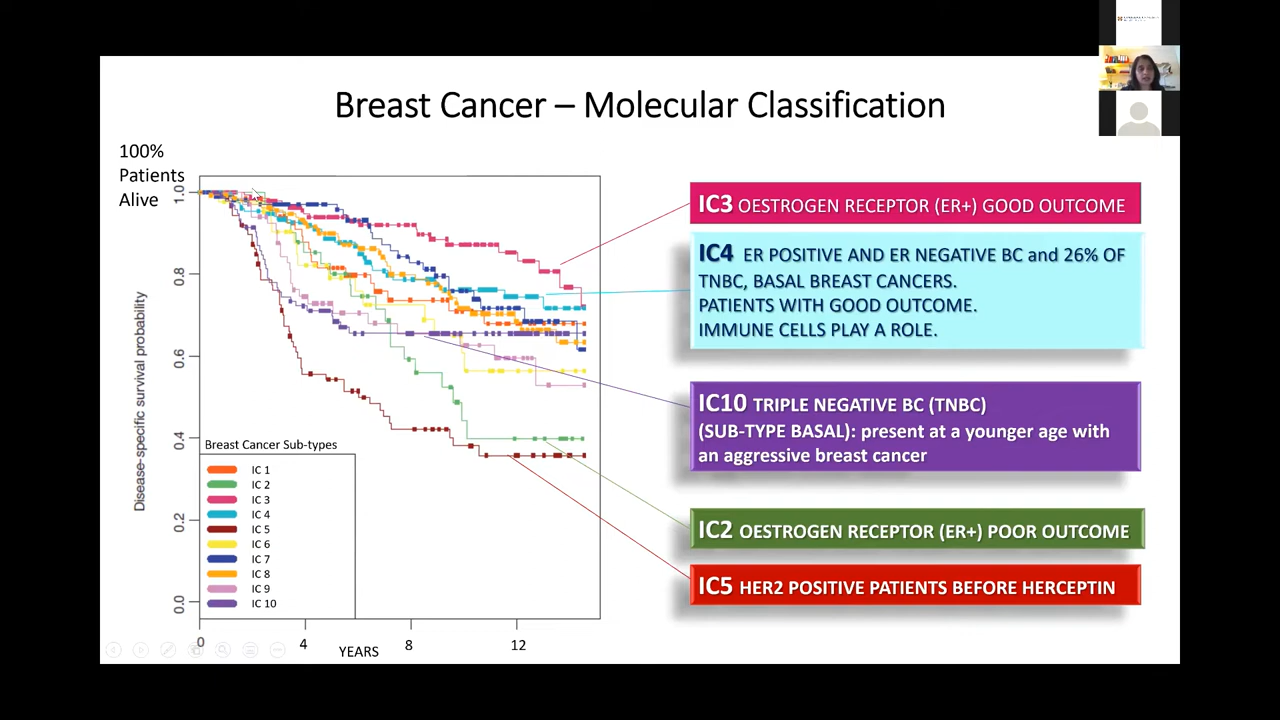 Breast Cancer – Molecular Classification
100%
Patients
Alive
1.0
0.8
0.6
0.4
0.2
0.0
Disease-specific survival probability
0
4
8
12
YEARS
Breast Cancer Sub-types
IC 1
IC 2
IC 3
IC 4
IC 5
IC 6
IC 7
IC 8
IC 9
IC 10
IC3 OESTROGEN RECEPTOR (ER+) GOOD OUTCOME
IC4 ER POSITIVE AND ER NEGATIVE BC and 26% OF
TNBC, BASAL BREAST CANCERS.
PATIENTS WITH GOOD OUTCOME.
IMMUNE CELLS PLAY A ROLE.
IC10 TRIPLE NEGATIVE BC (TNBC)
(SUB-TYPE BASAL): present at a younger age with
an aggressive breast cancer
IC2 OESTROGEN RECEPTOR (ER+) POOR OUTCOME
IC5 HER2 POSITIVE PATIENTS BEFORE HERCEPTIN